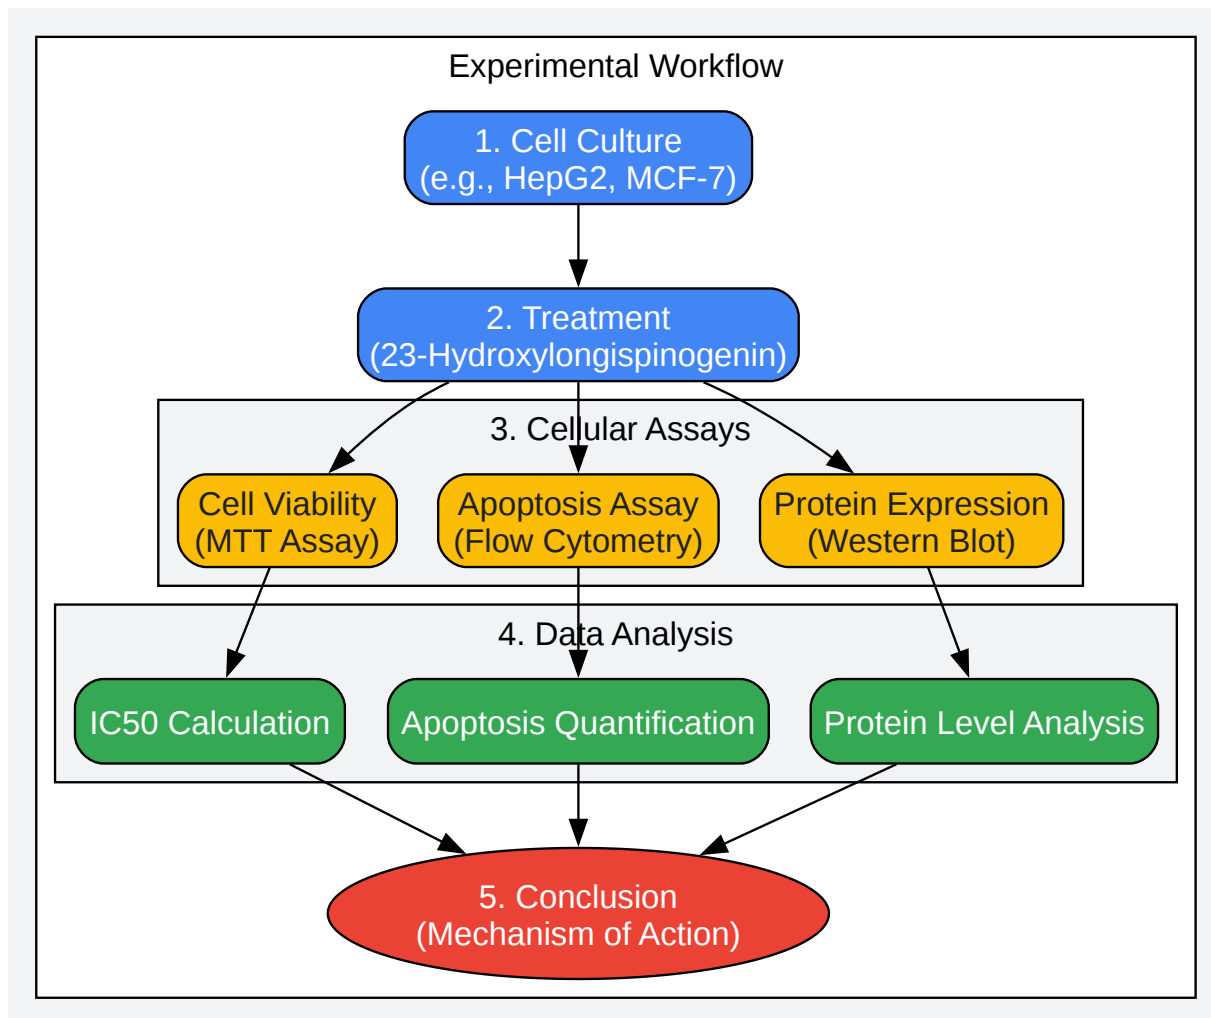 Experimental Workflow
1. Cell Culture
(e.g., HepG2, MCF-7)
2. Treatment
(23-Hydroxylongispinogenin)
3. Cellular Assays
Cell Viability
(MTT Assay)
Apoptosis Assay
(Flow Cytometry)
Protein Expression
(Western Blot)
4. Data Analysis
IC50 Calculation
Apoptosis Quantification
Protein Level Analysis
5. Conclusion
(Mechanism of Action)